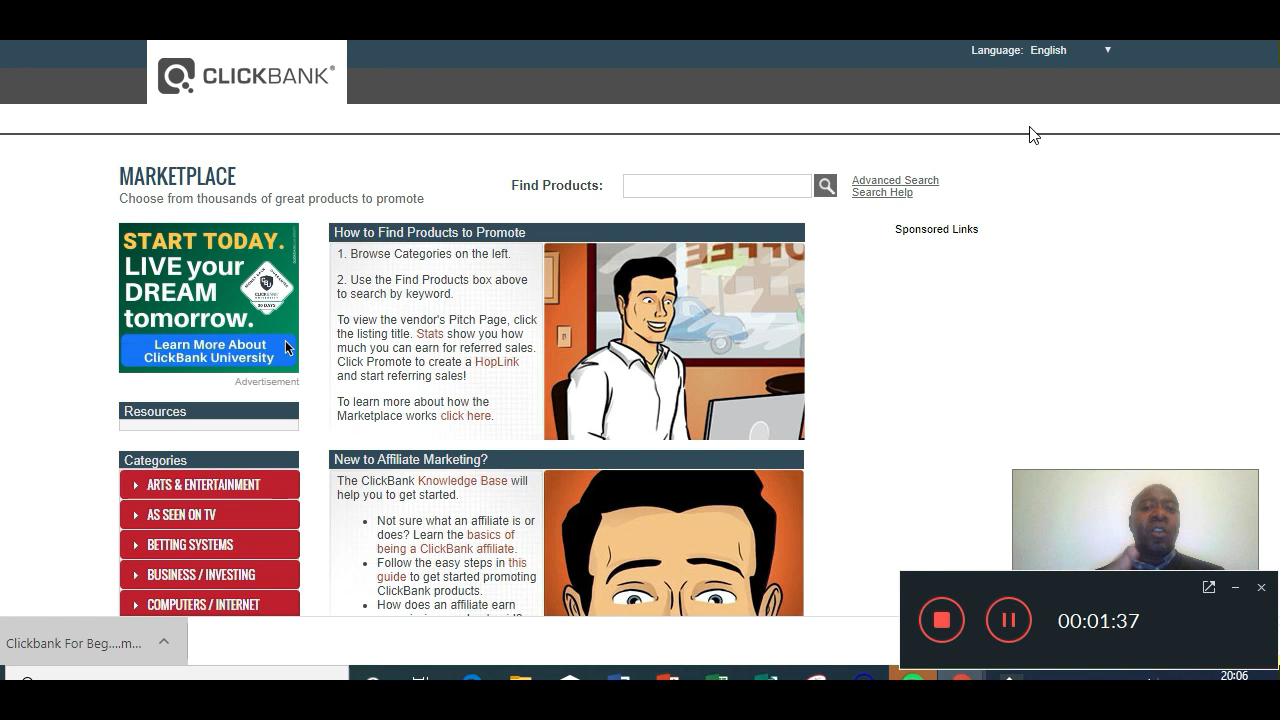 Language: English
CLICKBANK®
MARKETPLACE
Choose from thousands of great products to promote
Find Products:
Advanced Search
Search Help
START TODAY.
LIVE your
DREAM
tomorrow.
Learn More About
ClickBank University
Advertisement
Resources
Categories
ARTS & ENTERTAINMENT
AS SEEN ON TV
BETTING SYSTEMS
BUSINESS / INVESTING
COMPUTERS / INTERNET
How to Find Products to Promote
1. Browse Categories on the left.
2. Use the Find Products box above
to search by keyword.
To view the vendor's Pitch Page, click
the listing title. Stats show you how
much you can earn for referred sales.
Click Promote to create a HopLink
and start referring sales!
To learn more about how the
Marketplace works click here.
New to Affiliate Marketing?
The ClickBank Knowledge Base will
help you to get started.
Not sure what an affiliate is or
does? Learn the basics of
being a ClickBank affiliate.
Follow the easy steps in this
guide to get started promoting
ClickBank products.
How does an affiliate earn
Sponsored Links
00:01:37
Clickbank For Beg....m...
20:06